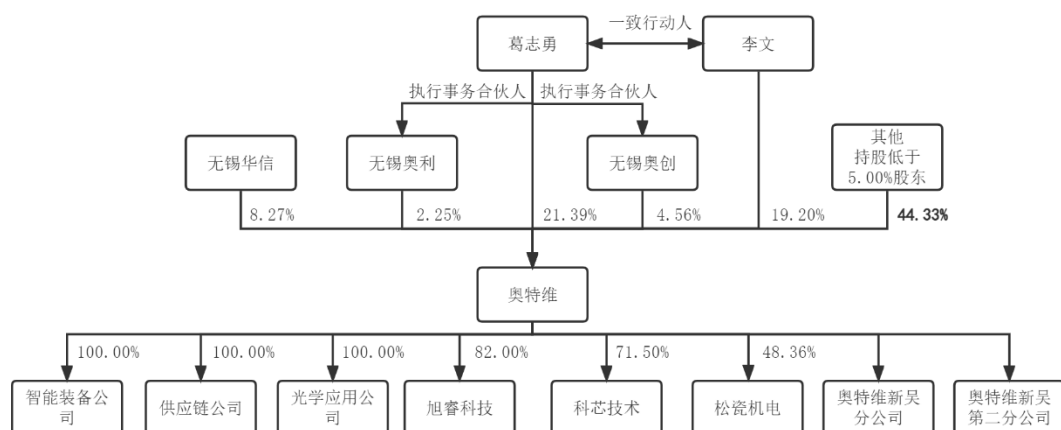 一致行动人
葛志勇
李文
执行事务合伙人
执行事务合伙人
无锡华信
无锡奥利
无锡奥创
其他
持股低于
5.00%股东
8.27%
2.25%
21.39%
4.56%
19.20%
44.33%
奥特维
100.00%
100.00%
100.00%
82.00%
71.50%
48.36%
智能装备公
司
供应链公司
光学应用公
司
旭睿科技
科芯技术
松瓷机电
奥特维新吴
分公司
奥特维新吴
第二分公司